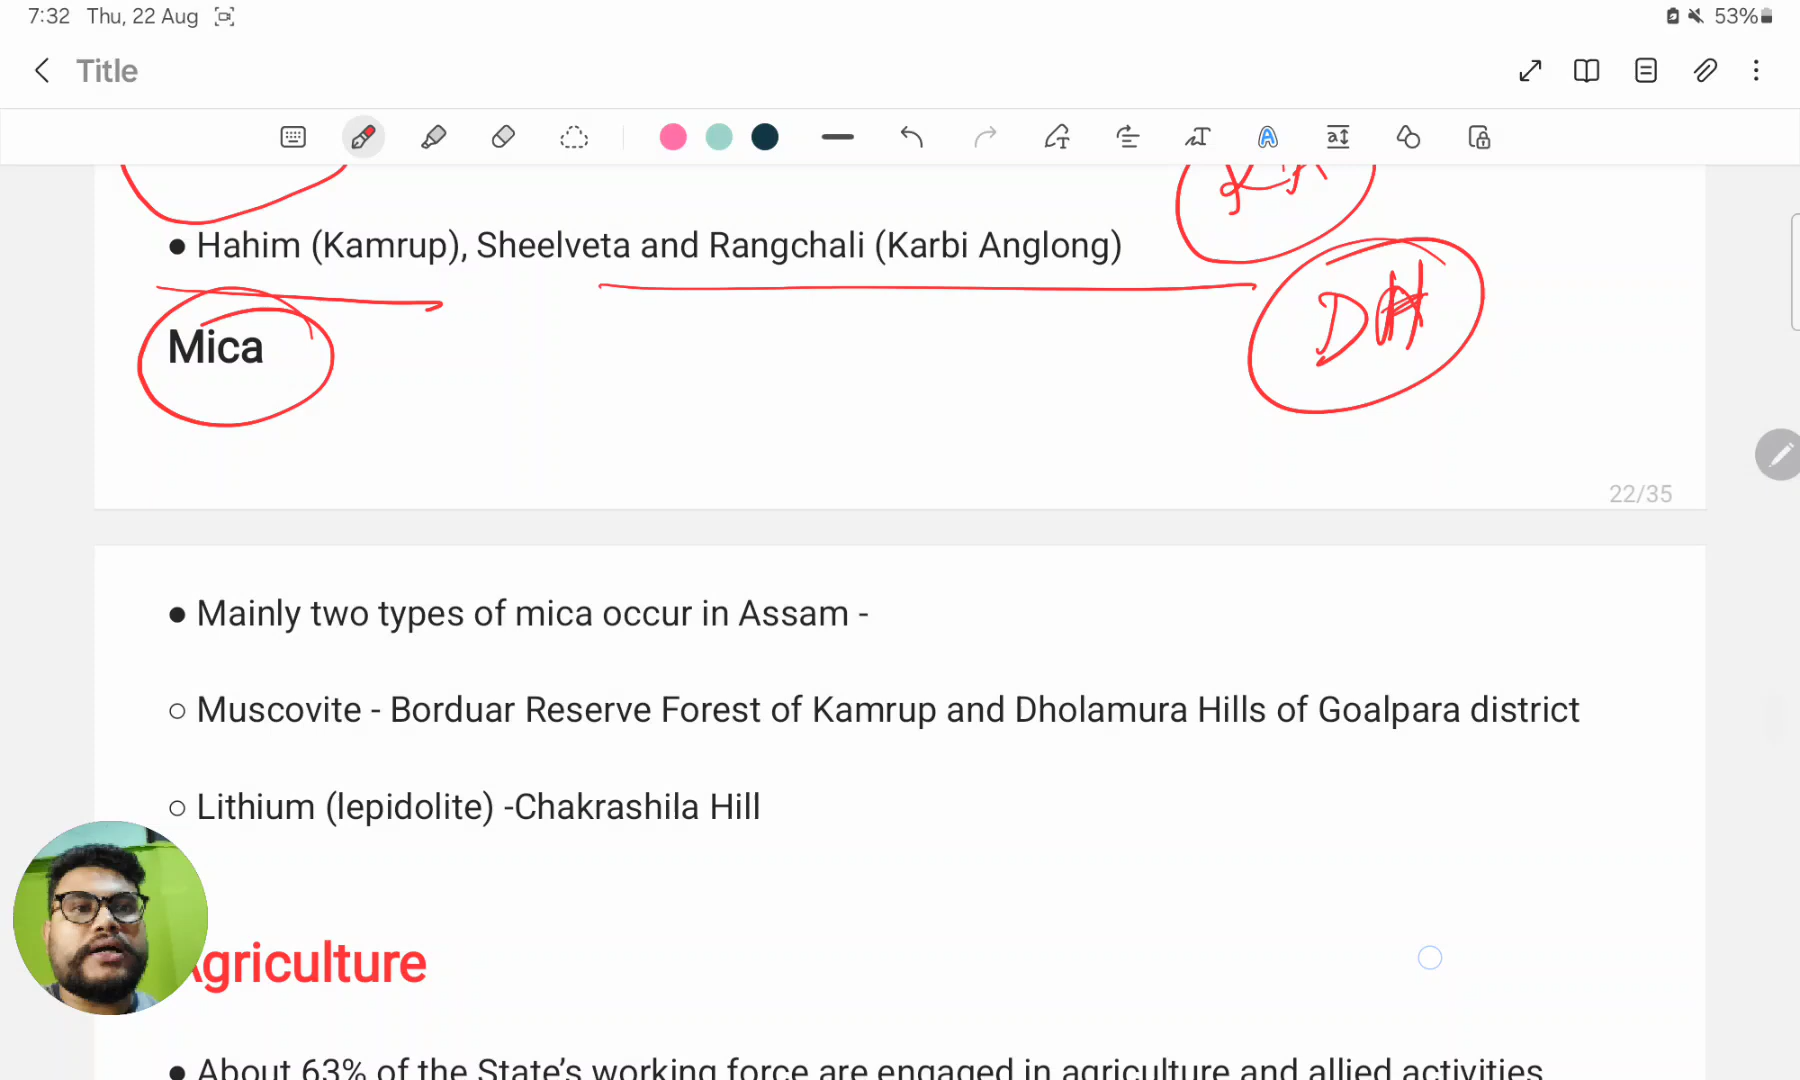 7:32 Thu, 22 Aug 53%
Title
● Hahim (Kamrup), Sheelveta and Rangchali (Karbi Anglong)
Mica
22/35
● Mainly two types of mica occur in Assam -
○ Muscovite - Borduar Reserve Forest of Kamrup and Dholamura Hills of Goalpara district
○ Lithium (lepidolite) -Chakrashila Hill
Agriculture
● About 63% of the State's working force are engaged in agriculture and allied activities